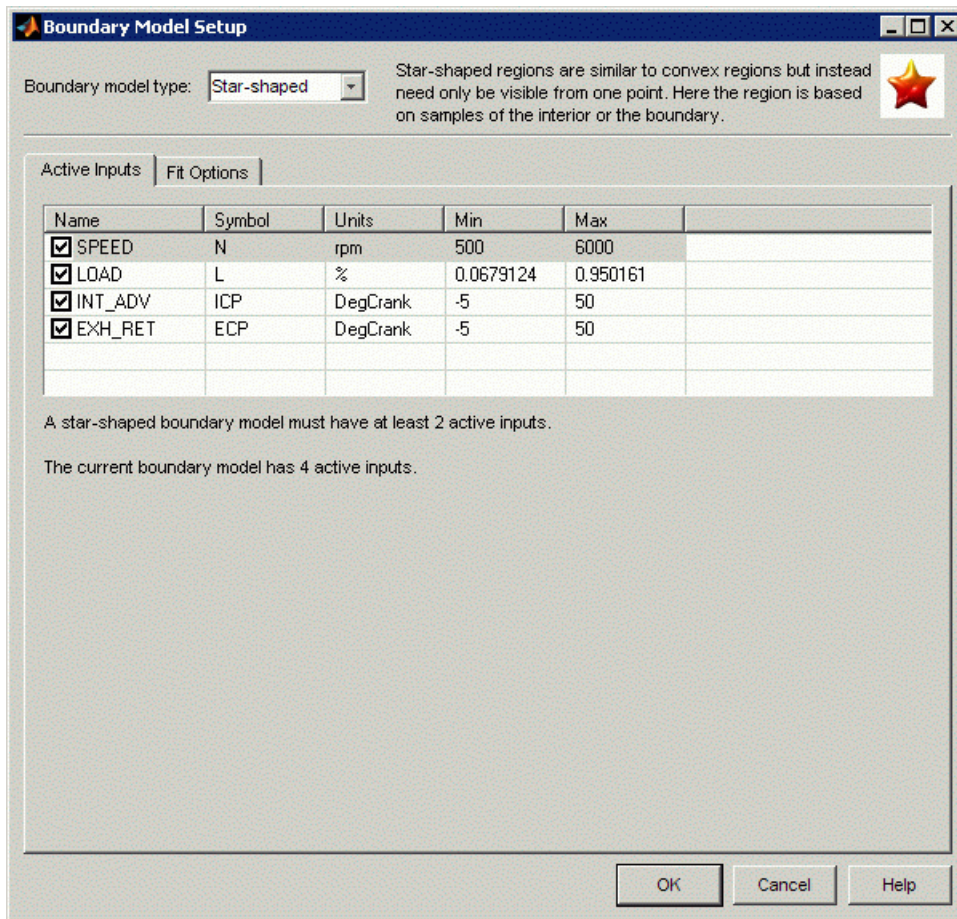 Boundary Model Setup
Boundary model type: Star-shaped
Star-shaped regions are similar to convex regions but instead
need only be visible from one point. Here the region is based
on samples of the interior or the boundary.
Active Inputs Fit Options
Name Symbol Units Min Max
SPEED N rpm 500 6000
LOAD L % 0.0679124 0.950161
INT_ADV ICP DegCrank -5 50
EXH_RET ECP DegCrank -5 50
A star-shaped boundary model must have at least 2 active inputs.
The current boundary model has 4 active inputs.
OK Cancel Help